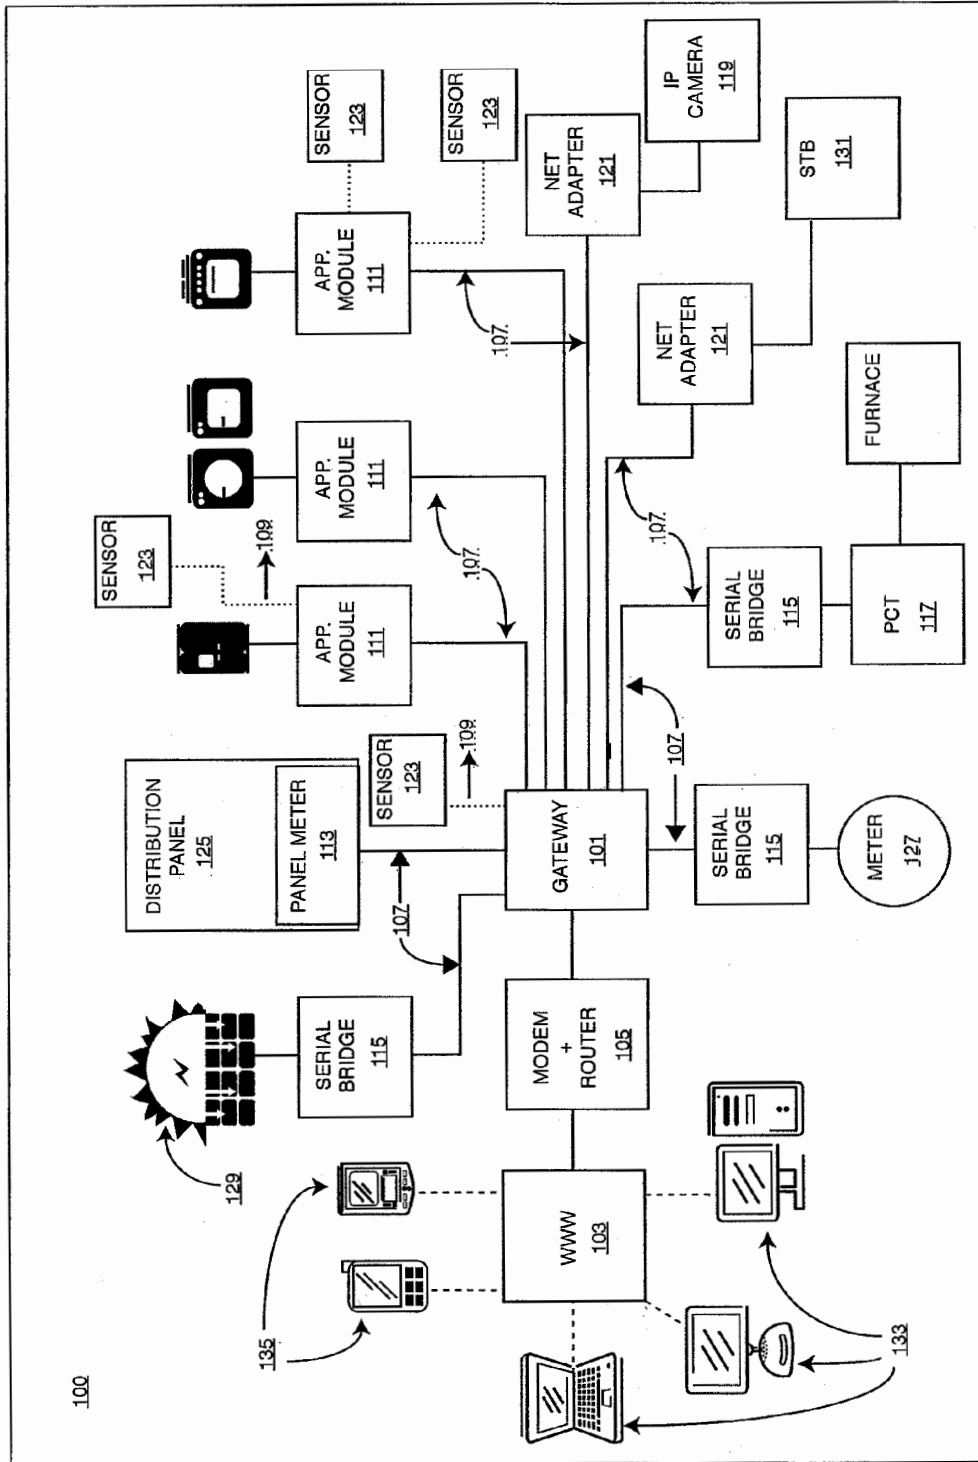 100
135
129
133
WWW
103
MODEM
+
ROUTER
105
SERIAL
BRIDGE
115
107
DISTRIBUTION
PANEL
125
PANEL METER
113
SENSOR
123
109
GATEWAY
101
107
SERIAL
BRIDGE
115
METER
127
SENSOR
123
109
APP.
MODULE
111
107
APP.
MODULE
111
APP.
MODULE
111
107
SENSOR
123
SENSOR
123
NET
ADAPTER
121
IP
CAMERA
119
NET
ADAPTER
121
STB
131
107
SERIAL
BRIDGE
115
PCT
117
FURNACE